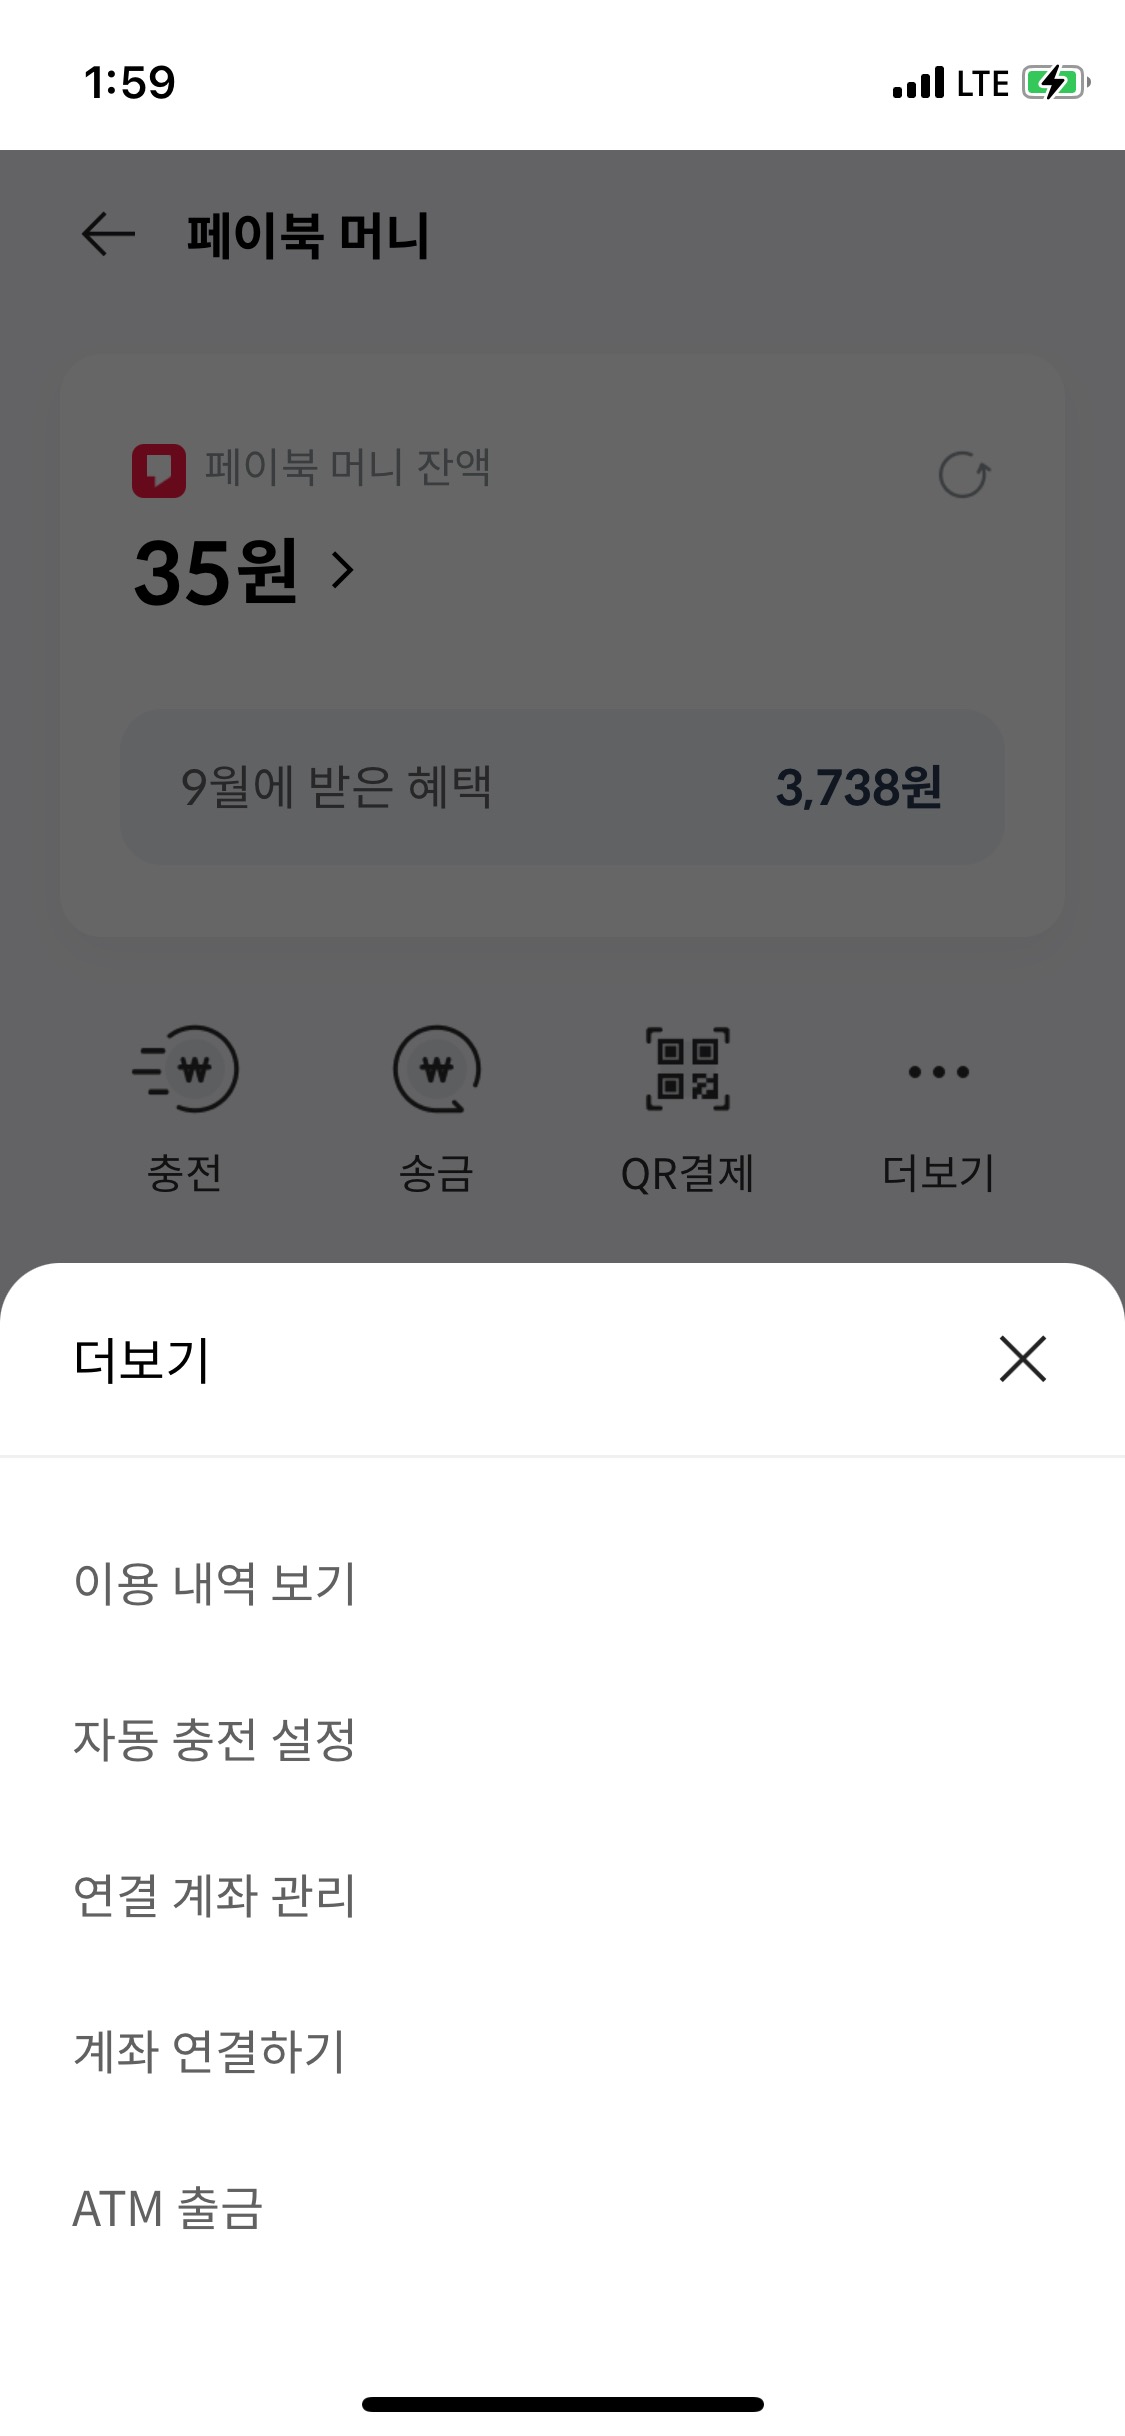 1:59
LTE
페이북 머니
페이북 머니 잔액
35원
9월에 받은 혜택 3,738원
충전 송금 QR결제 더보기
더보기
이용 내역 보기
자동 충전 설정
연결 계좌 관리
계좌 연결하기
ATM 출금